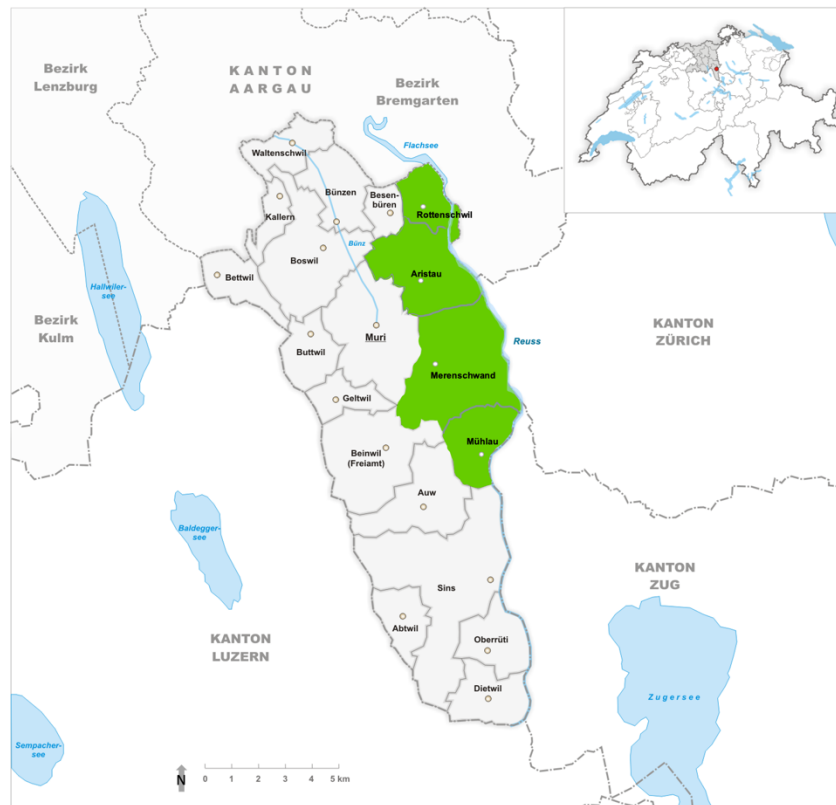 Bezirk
Lenzburg
KANTON
AARGAU
Bezirk
Bremgarten
Flachsee
Waltenschwil
Bünzen
Besen-
büren
Rottenschwil
Kallern
Bünz
Boswil
Bettwil
Aristau
Hallwiler-
see
Bezirk
Kulm
Muri
Reuss
KANTON
ZÜRICH
Buttwil
Merenschwand
Geltwil
Mühlau
Beinwil
(Freiamt)
Auw
Baldegger-
see
KANTON
ZUG
Sins
Abtwil
KANTON
LUZERN
Oberrüti
Dietwil
Zugersee
Sempacher-
see
N
0 1 2 3 4 5 km